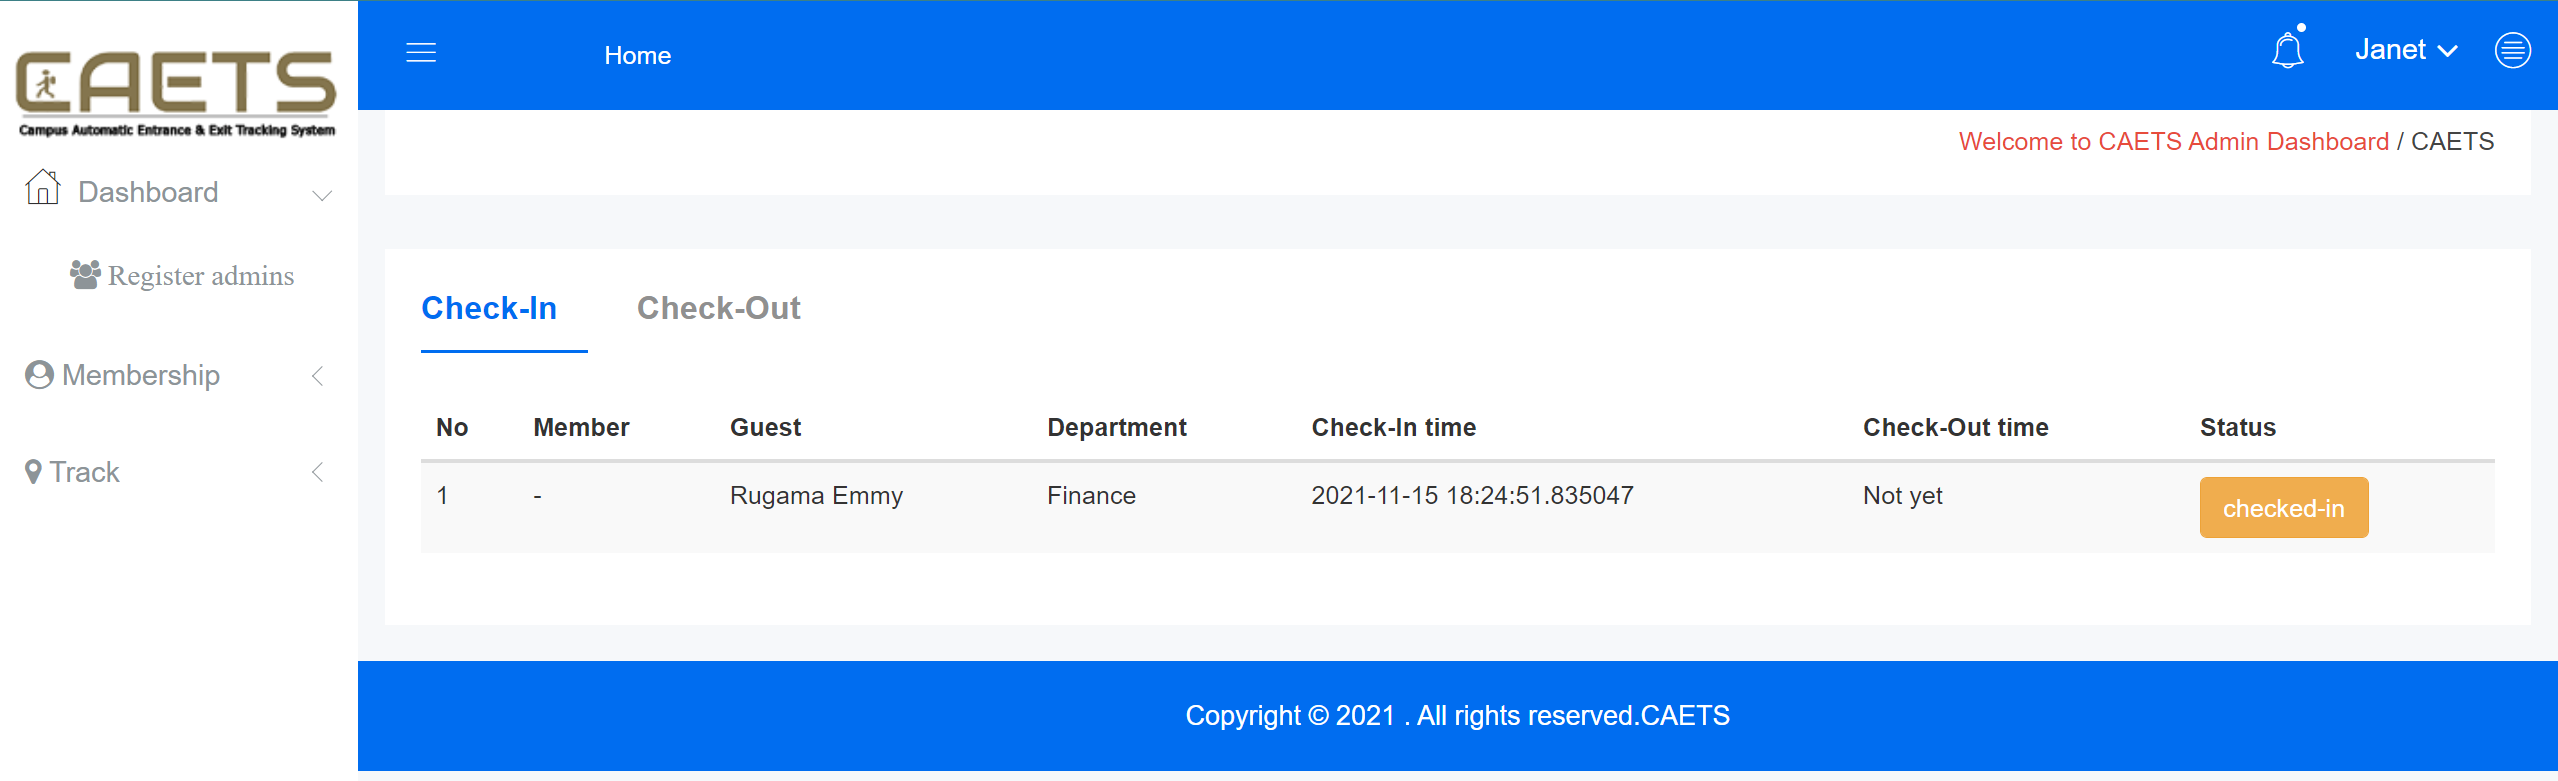 CAETS
Campus Automatic Entrance & Exit Tracking System
Dashboard
Register admins
Membership
Track
Home
Janet
Welcome to CAETS Admin Dashboard / CAETS
Check-In Check-Out
No Member Guest Department Check-In time Check-Out time Status
1 - Rugama Emmy Finance 2021-11-15 18:24:51.835047 Not yet checked-in
Copyright © 2021 . All rights reserved.CAETS